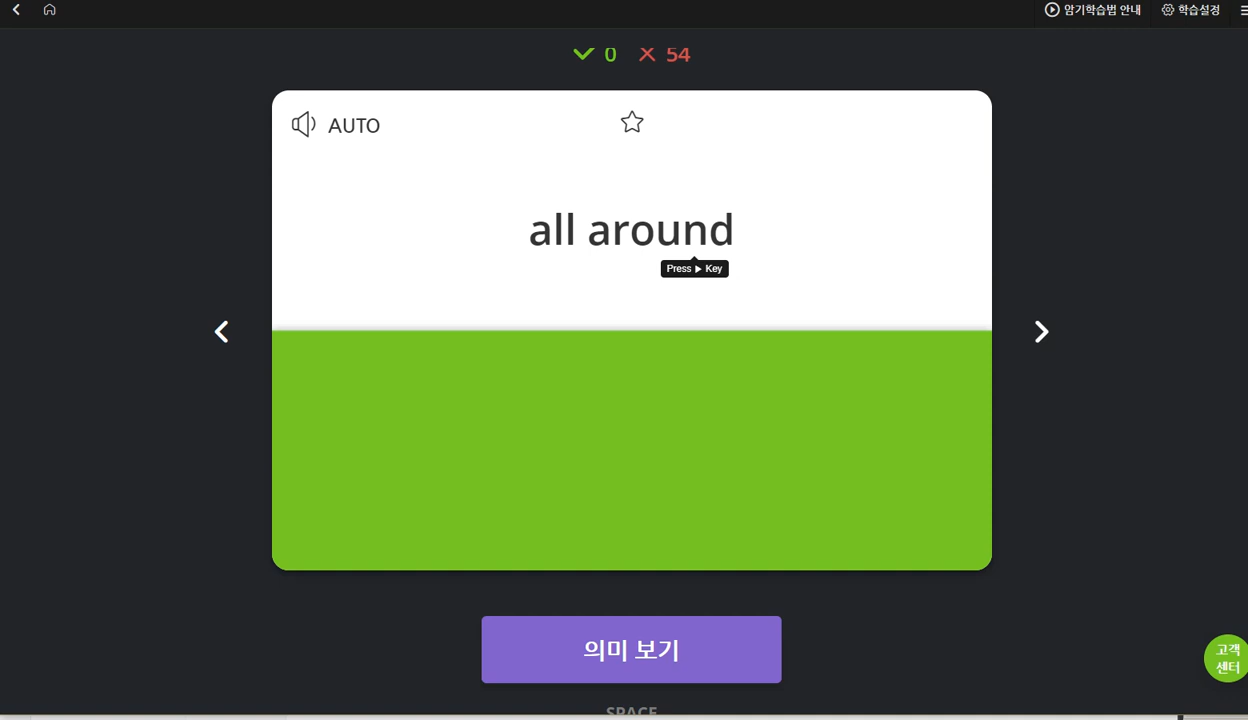 암기학습법 안내 학습설정
0 54
AUTO
all around
Press ▶ Key
의미 보기
고객
센터
SPACE